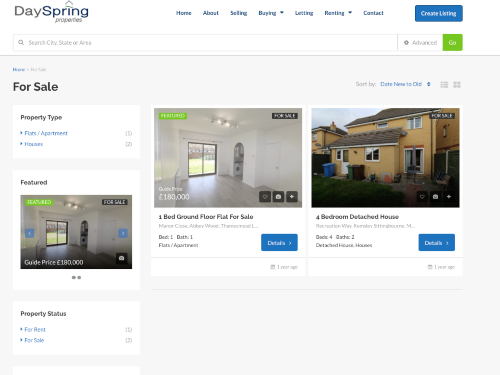 DaySpring
properties
Home About Selling Buying Letting Renting Contact
Create Listing
Search City, State or Area
Advanced
Go
Home > For Sale
For Sale
Sort by: Date New to Old
Property Type
Flats / Apartment (1)
Houses (2)
Featured
FEATURED FOR SALE
Guide Price £180,000
Property Status
For Rent (1)
For Sale (2)
FEATURED FOR SALE
Guide Price
£180,000
1 Bed Ground Floor Flat For Sale
Manor Close, Abbey Wood, Thamesmead L...
Bed: 1 Bath: 1
Flats / Apartment
Details
1 year ago
FOR SALE
4 Bedroom Detached House
Recreation Way, Kemsley Sittingbourne, M...
Beds: 4 Baths: 2
Detached House, Houses
Details
1 year ago